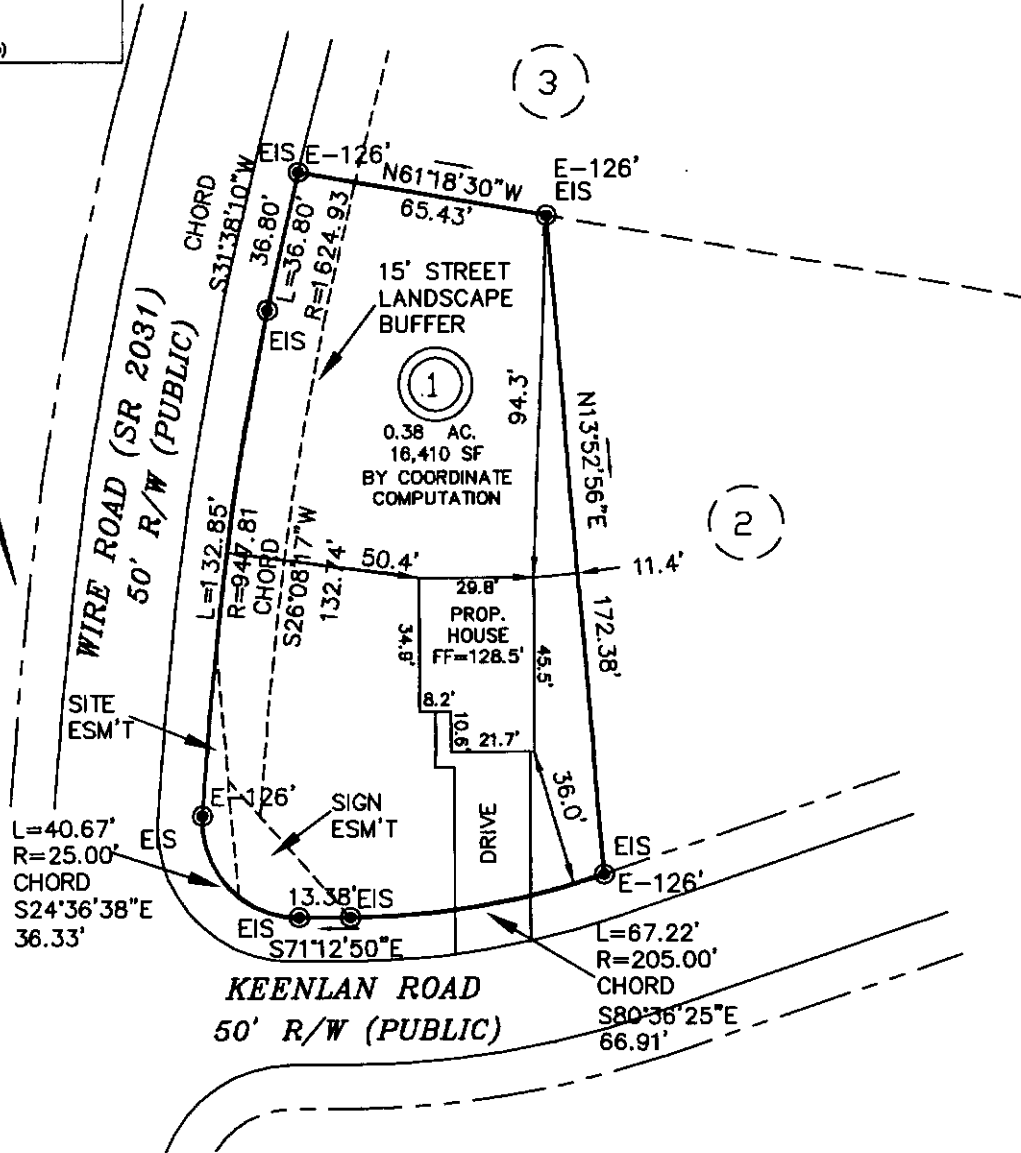 3
EIS
E-126'
N61°18'30"W
65.43'
E-126'
EIS
CHORD
S31°38'10"W
36.80'
L=36.80'
R=1624.93
15' STREET
LANDSCAPE
BUFFER
EIS
1
0.38 AC.
16,410 SF
BY COORDINATE
COMPUTATION
94.3'
N13°52'56"E
172.38'
2
WIRE ROAD (SR 2031)
50' R/W (PUBLIC)
L=132.85'
R=947.81
CHORD
S26°08'17"W
132.74'
50.4'
29.8'
11.4'
PROP.
HOUSE
FF=128.5'
34.9'
45.5'
8.2'
10.6'
21.7'
36.0'
SITE
ESM'T
E-126'
SIGN
ESM'T
DRIVE
EIS
L=40.67'
R=25.00'
CHORD
S24°36'38"E
36.33'
EIS
E-126'
13.38'
EIS
EIS
S71°12'50"E
L=67.22'
R=205.00'
CHORD
S80°36'25"E
66.91'
KEENLAN ROAD
50' R/W (PUBLIC)